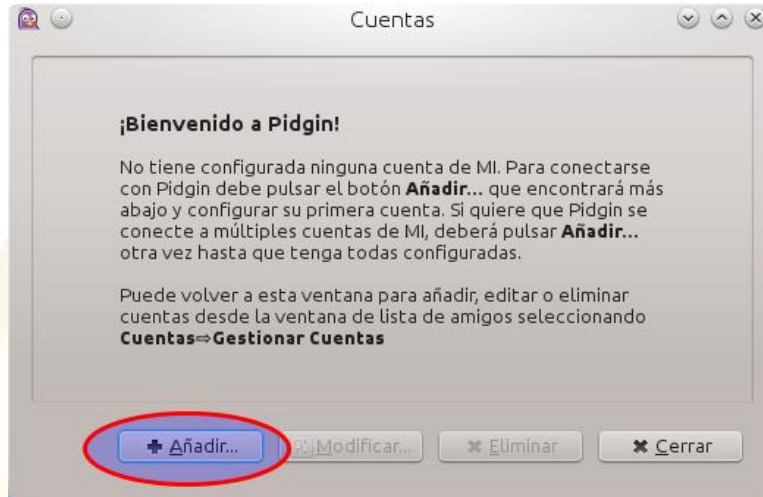 Cuentas
¡Bienvenido a Pidgin!
No tiene configurada ninguna cuenta de MI. Para conectarse
con Pidgin debe pulsar el botón Añadir... que encontrará más
abajo y configurar su primera cuenta. Si quiere que Pidgin se
conecte a múltiples cuentas de MI, deberá pulsar Añadir...
otra vez hasta que tenga todas configuradas.
Puede volver a esta ventana para añadir, editar o eliminar
cuentas desde la ventana de lista de amigos seleccionando
Cuentas⇨Gestionar Cuentas
Añadir... Modificar... Eliminar Cerrar